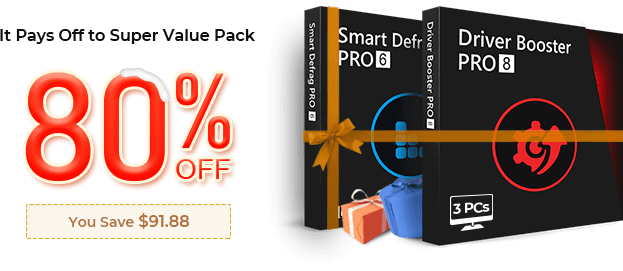 It Pays Off to Super Value Pack
80%
OFF
You Save $91.88
Smart Defrag PRO 6
Smart Defr
PRO 6
Driver Booster PRO 8
Driver Booster
PRO 8
3 PCs